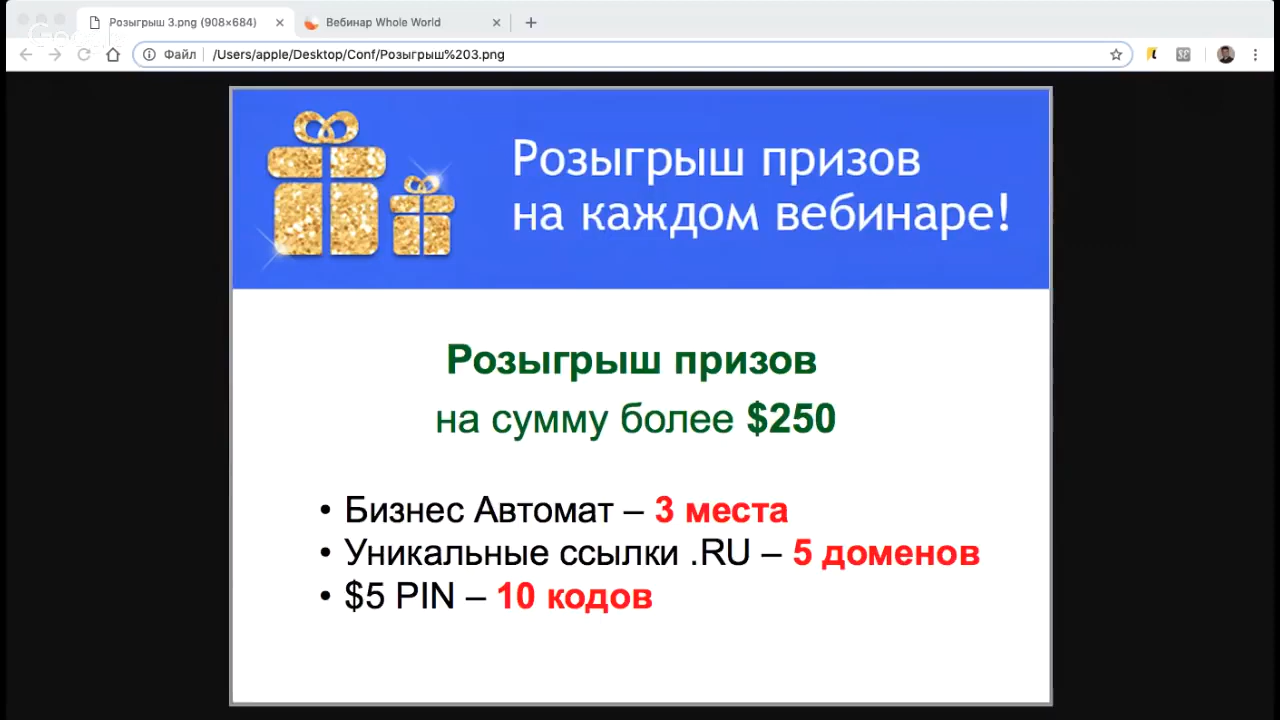 Розыгрыш 3.png (908×684)
Вебинар Whole World
Файл
/Users/apple/Desktop/Conf/Розыгрыш%203.png
Розыгрыш призов
на каждом вебинаре!
Розыгрыш призов
на сумму более $250
• Бизнес Автомат – 3 места
• Уникальные ссылки .RU – 5 доменов
• $5 PIN – 10 кодов